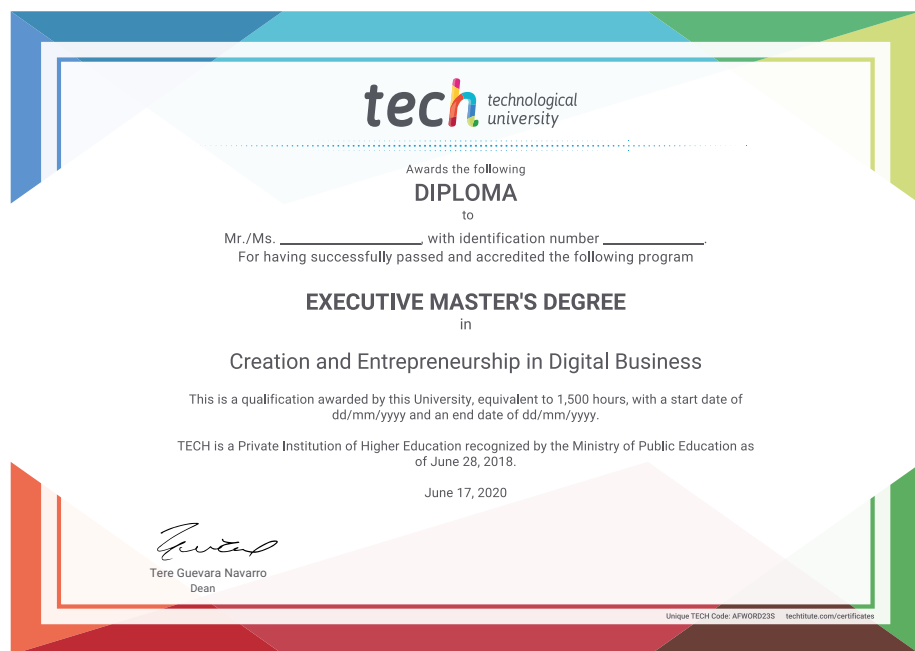 tech technological
university
Awards the following
DIPLOMA
to
Mr./Ms. ____________________, with identification number ______________.
For having successfully passed and accredited the following program
EXECUTIVE MASTER'S DEGREE
in
Creation and Entrepreneurship in Digital Business
This is a qualification awarded by this University, equivalent to 1,500 hours, with a start date of
dd/mm/yyyy and an end date of dd/mm/yyyy.
TECH is a Private Institution of Higher Education recognized by the Ministry of Public Education as
of June 28, 2018.
June 17, 2020
Tere Guevara Navarro
Dean
Unique TECH Code: AFWORD23S techtitute.com/certificates